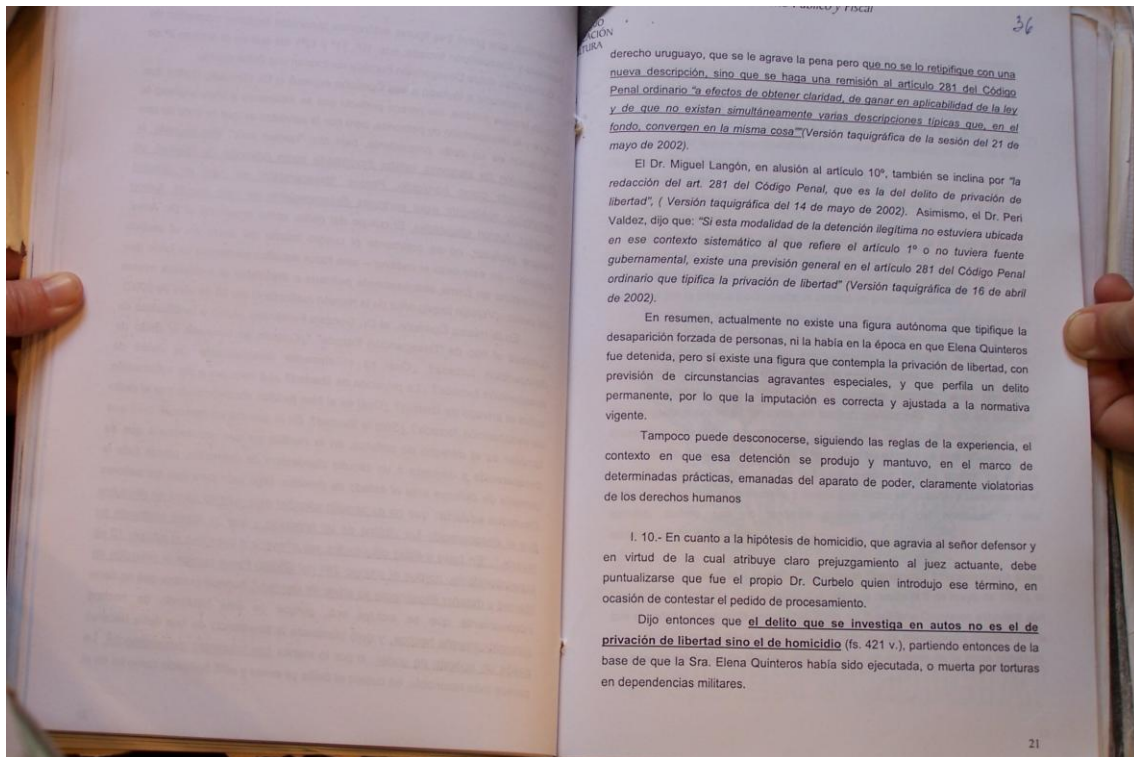 Público y Fiscal
36
ACIÓN
TURA
derecho uruguayo, que se le agrave la pena pero que no se lo retipifique con una
nueva descripción, sino que se haga una remisión al artículo 281 del Código
Penal ordinario "a efectos de obtener claridad, de ganar en aplicabilidad de la ley
y de que no existan simultáneamente varias descripciones típicas que, en el
fondo, convergen en la misma cosa""(Versión taquigráfica de la sesión del 21 de
mayo de 2002).
El Dr. Miguel Langón, en alusión al artículo 10º, también se inclina por "la
redacción del art. 281 del Código Penal, que es la del delito de privación de
libertad", ( Versión taquigráfica del 14 de mayo de 2002). Asimismo, el Dr. Peri
Valdez, dijo que: "Si esta modalidad de la detención ilegítima no estuviera ubicada
en ese contexto sistemático al que refiere el artículo 1º o no tuviera fuente
gubernamental, existe una previsión general en el artículo 281 del Código Penal
ordinario que tipifica la privación de libertad" (Versión taquigráfica de 16 de abril
de 2002).
En resumen, actualmente no existe una figura autónoma que tipifique la
desaparición forzada de personas, ni la había en la época en que Elena Quinteros
fue detenida, pero sí existe una figura que contempla la privación de libertad, con
previsión de circunstancias agravantes especiales, y que perfila un delito
permanente, por lo que la imputación es correcta y ajustada a la normativa
vigente.
Tampoco puede desconocerse, siguiendo las reglas de la experiencia, el
contexto en que esa detención se produjo y mantuvo, en el marco de
determinadas prácticas, emanadas del aparato de poder, claramente violatorias
de los derechos humanos
I. 10.- En cuanto a la hipótesis de homicidio, que agravia al señor defensor y
en virtud de la cual atribuye claro prejuzgamiento al juez actuante, debe
puntualizarse que fue el propio Dr. Curbelo quien introdujo ese término, en
ocasión de contestar el pedido de procesamiento.
Dijo entonces que el delito que se investiga en autos no es el de
privación de libertad sino el de homicidio (fs. 421 v.), partiendo entonces de la
base de que la Sra. Elena Quinteros había sido ejecutada, o muerta por torturas
en dependencias militares.
21